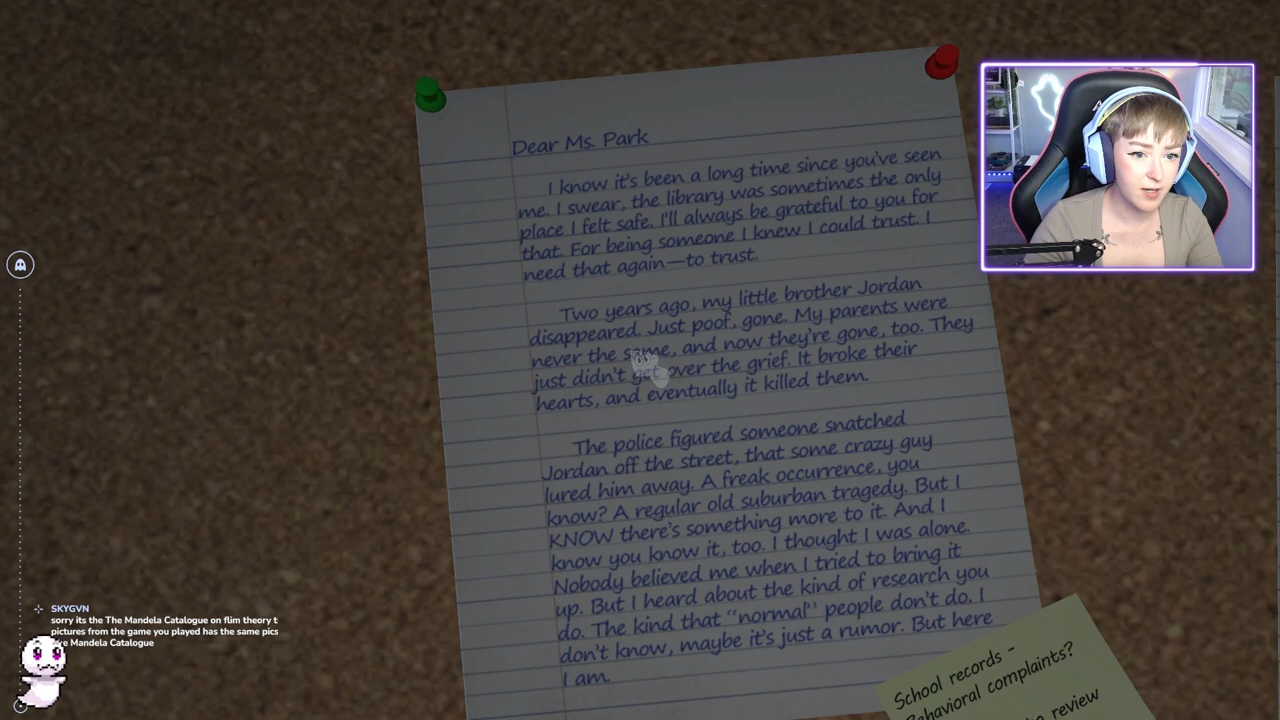 Dear Ms. Park
I know it's been a long time since you've seen
me. I swear, the library was sometimes the only
place I felt safe. I'll always be grateful to you for
that. For being someone I knew I could trust. I
need that again—to trust.
Two years ago, my little brother Jordan
disappeared. Just poof, gone. My parents were
never the same, and now they're gone, too. They
just didn't get over the grief. It broke their
hearts, and eventually it killed them.
The police figured someone snatched
Jordan off the street, that some crazy guy
lured him away. A freak occurrence, you
know? A regular old suburban tragedy. But I
KNOW there's something more to it. And I
know you know it, too. I thought I was alone.
Nobody believed me when I tried to bring it
up. But I heard about the kind of research you
do. The kind that "normal" people don't do. I
don't know, maybe it's just a rumor. But here
I am.
School records -
Behavioral complaints?
review
SKYGVN
sorry its the The Mandela Catalogue on flim theory t
pictures from the game you played has the same pics
Mandela Catalogue